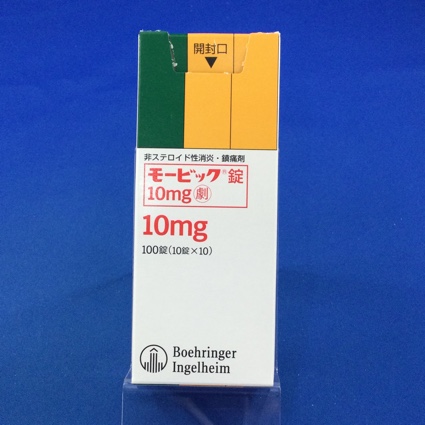 開封口
▼
非ステロイド性消炎・鎮痛剤
モービック®錠
10mg 劇
10mg
100錠(10錠×10)
Boehringer
Ingelheim